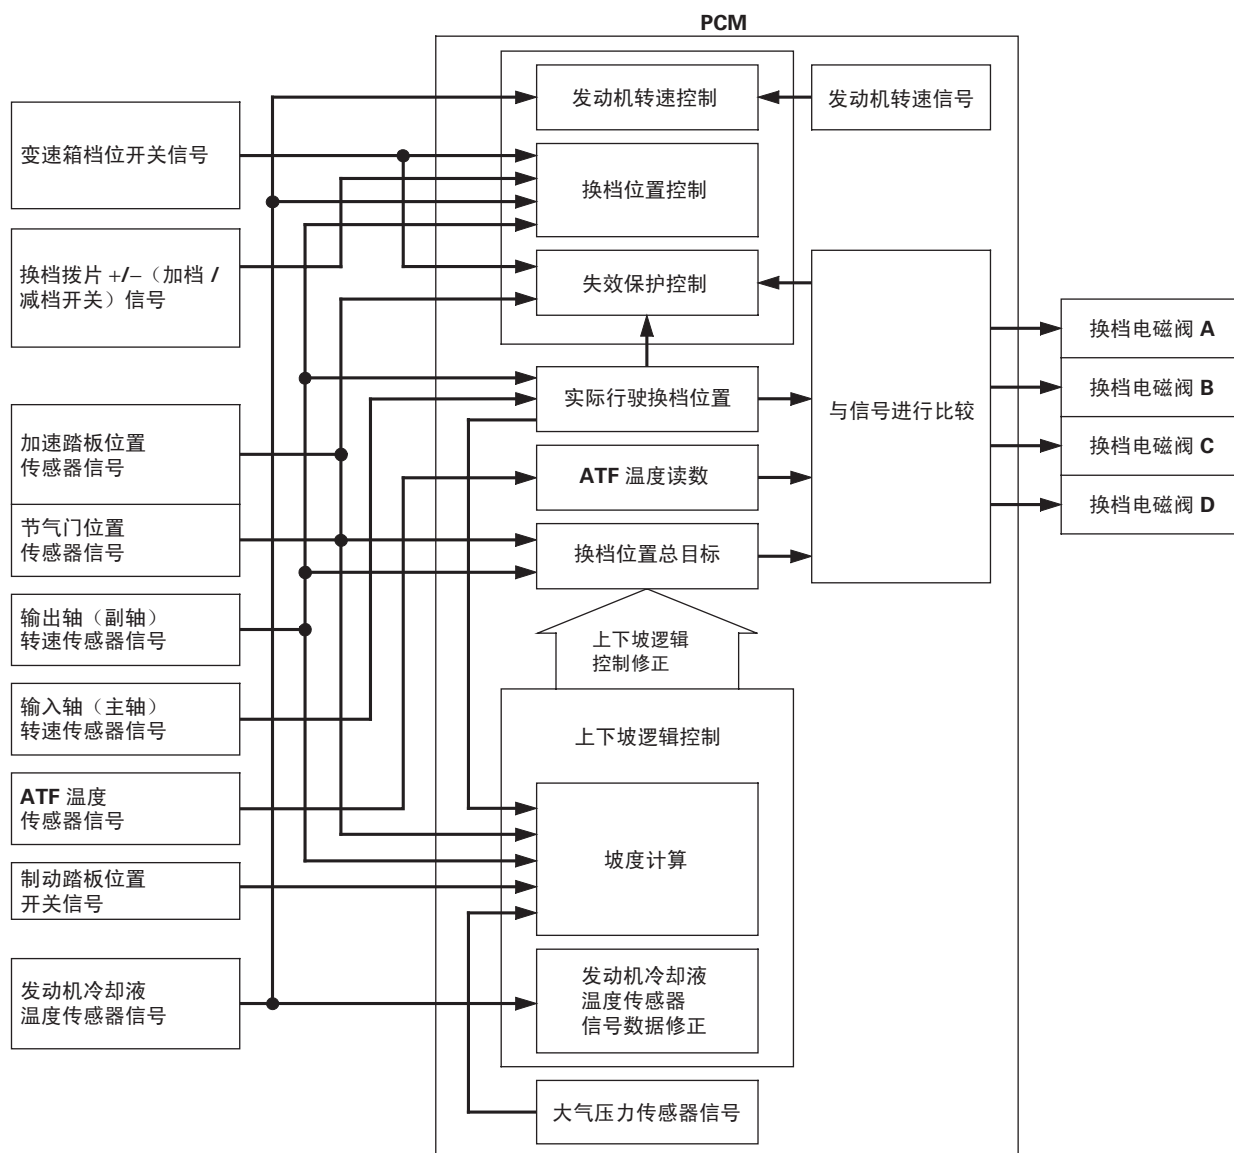 PCM
发动机转速控制
发动机转速信号
变速箱档位开关信号
换档位置控制
换档拨片 +/–（加档 /
减档开关）信号
失效保护控制
换档电磁阀 A
实际行驶换档位置
与信号进行比较
换档电磁阀 B
加速踏板位置
传感器信号
换档电磁阀 C
ATF 温度读数
换档电磁阀 D
节气门位置
传感器信号
换档位置总目标
输出轴（副轴）
转速传感器信号
上下坡逻辑
控制修正
输入轴（主轴）
转速传感器信号
上下坡逻辑控制
ATF 温度
传感器信号
坡度计算
制动踏板位置
开关信号
发动机冷却液
温度传感器信号
发动机冷却液
温度传感器
信号数据修正
大气压力传感器信号